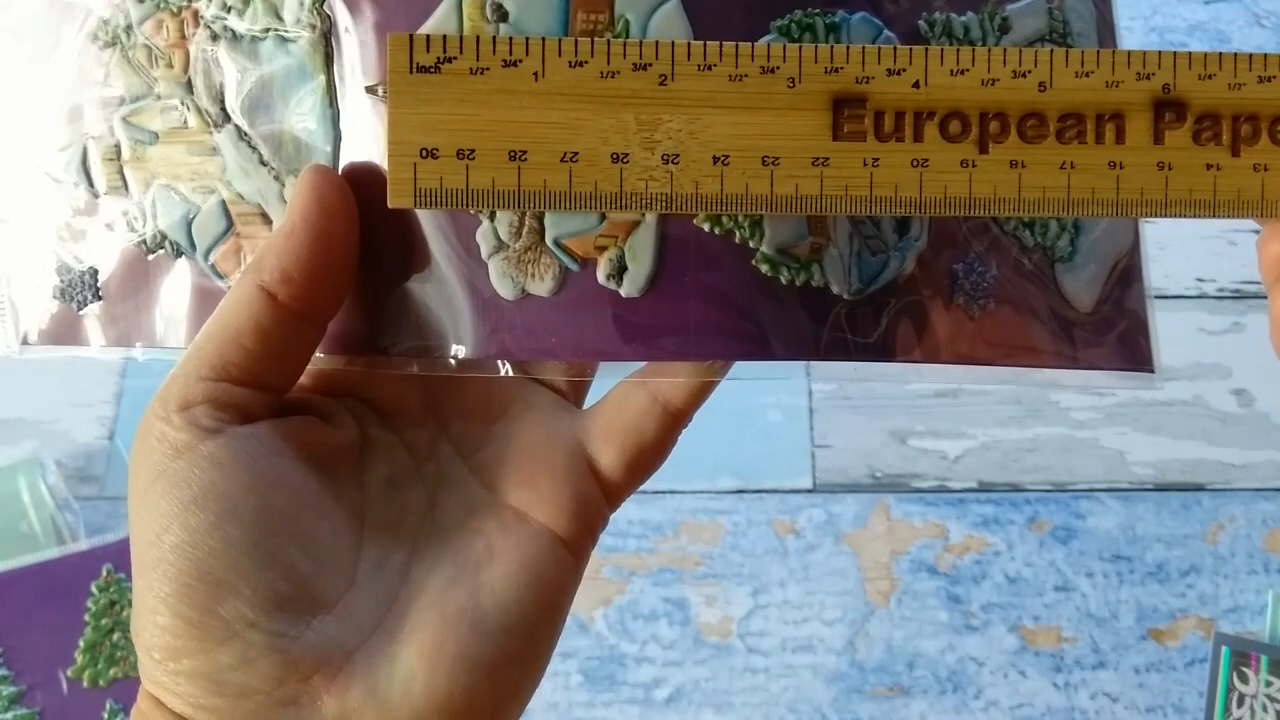 inch 1/4" 1/2" 3/4" 1 1/4" 1/2" 3/4" 2 1/4" 1/2" 3/4" 3 1/4" 1/2" 3/4" 4 1/4" 1/2" 3/4" 5 1/4" 1/2" 3/4" 6 1/4" 1/2"
European Pape
30 29 28 27 26 25 24 23 22 21 20 19 18 17 16 15 14 13